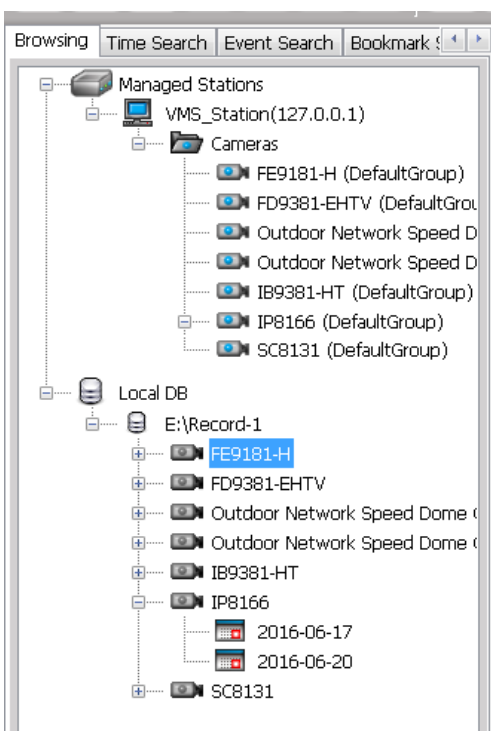 Browsing Time Search Event Search Bookmark
Managed Stations
VMS_Station(127.0.0.1)
Cameras
FE9181-H (DefaultGroup)
FD9381-EHTV (DefaultGrou
Outdoor Network Speed D
Outdoor Network Speed D
IB9381-HT (DefaultGroup)
IP8166 (DefaultGroup)
SC8131 (DefaultGroup)
Local DB
E:\Record-1
FE9181-H
FD9381-EHTV
Outdoor Network Speed Dome
Outdoor Network Speed Dome
IB9381-HT
IP8166
2016-06-17
2016-06-20
SC8131